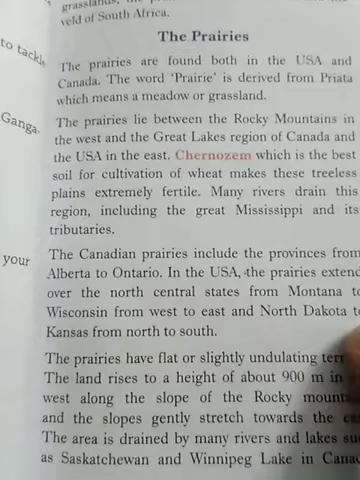 grasslands, the
veld of South Africa.
The Prairies
to tackle
The prairies are found both in the USA and
Canada. The word ‘Prairie’ is derived from Priata
which means a meadow or grassland.
Ganga-
The prairies lie between the Rocky Mountains in
the west and the Great Lakes region of Canada and
the USA in the east. Chernozem which is the best
soil for cultivation of wheat makes these treeless
plains extremely fertile. Many rivers drain this
region, including the great Mississippi and its
tributaries.
your
The Canadian prairies include the provinces from
Alberta to Ontario. In the USA, the prairies extend
over the north central states from Montana to
Wisconsin from west to east and North Dakota to
Kansas from north to south.
The prairies have flat or slightly undulating
The land rises to a height of about 900 m in
west along the slope of the Rocky
and the slopes gently stretch towards the
The area is drained by many rivers and lakes
as Saskatchewan and Winnipeg Lake in